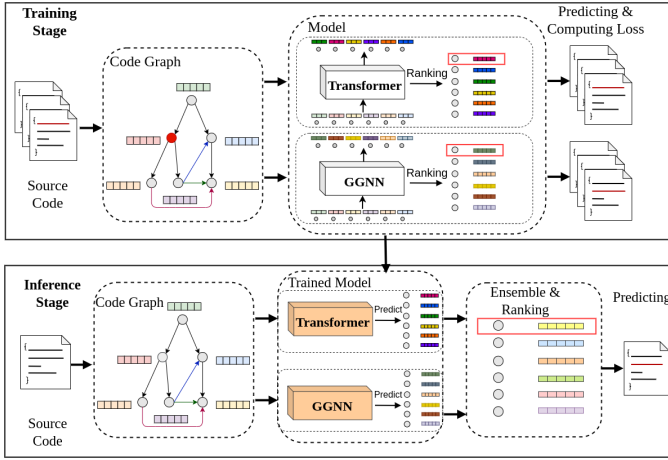 Training
Stage
Code Graph
Model
Predicting &
Computing Loss
Transformer
Ranking
GGNN
Ranking
Source
Code
{
}
{
}
{
}
Inference
Stage
Code Graph
Trained Model
Ensemble &
Ranking
Predicting
Transformer
Predict
GGNN
Predict
Source
Code
{
}
{
}